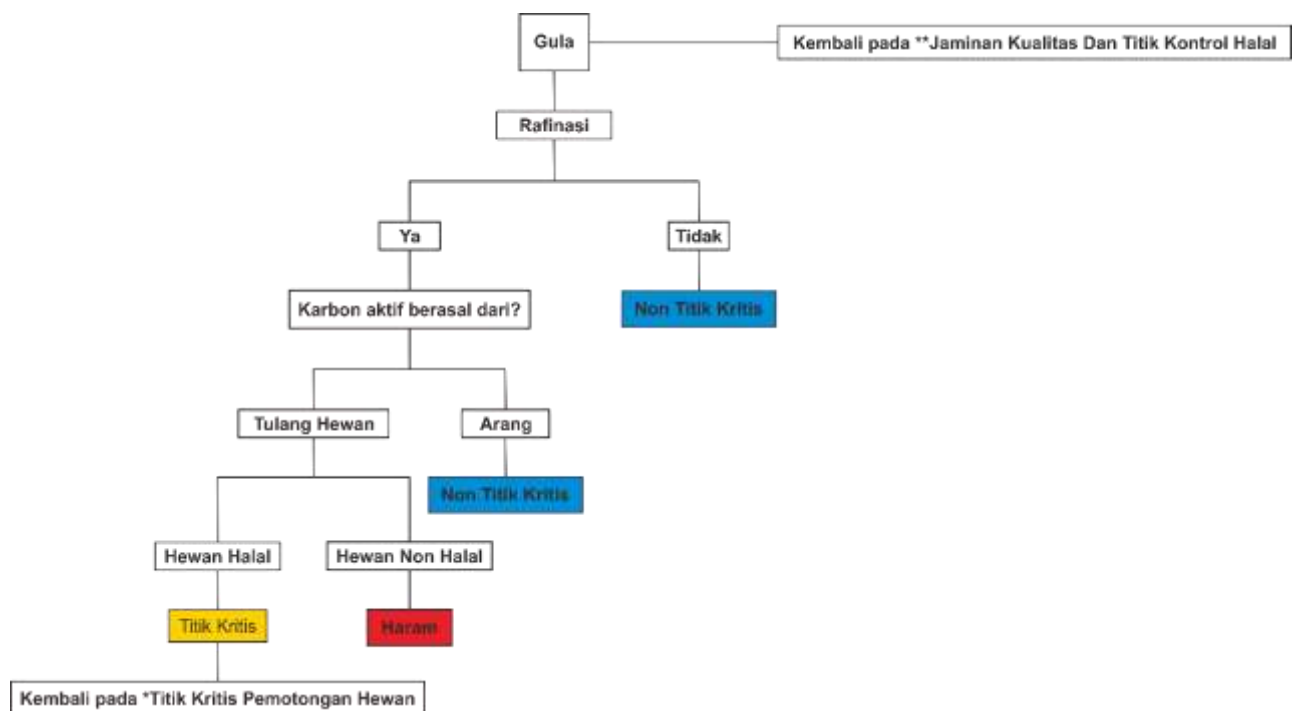 Gula
Kembali pada **Jaminan Kualitas Dan Titik Kontrol Halal
Rafinasi
Ya
Tidak
Karbon aktif berasal dari?
Non Titik Kritis
Tulang Hewan
Arang
Non Titik Kritis
Hewan Halal
Hewan Non Halal
Titik Kritis
Haram
Kembali pada *Titik Kritis Pemotongan Hewan